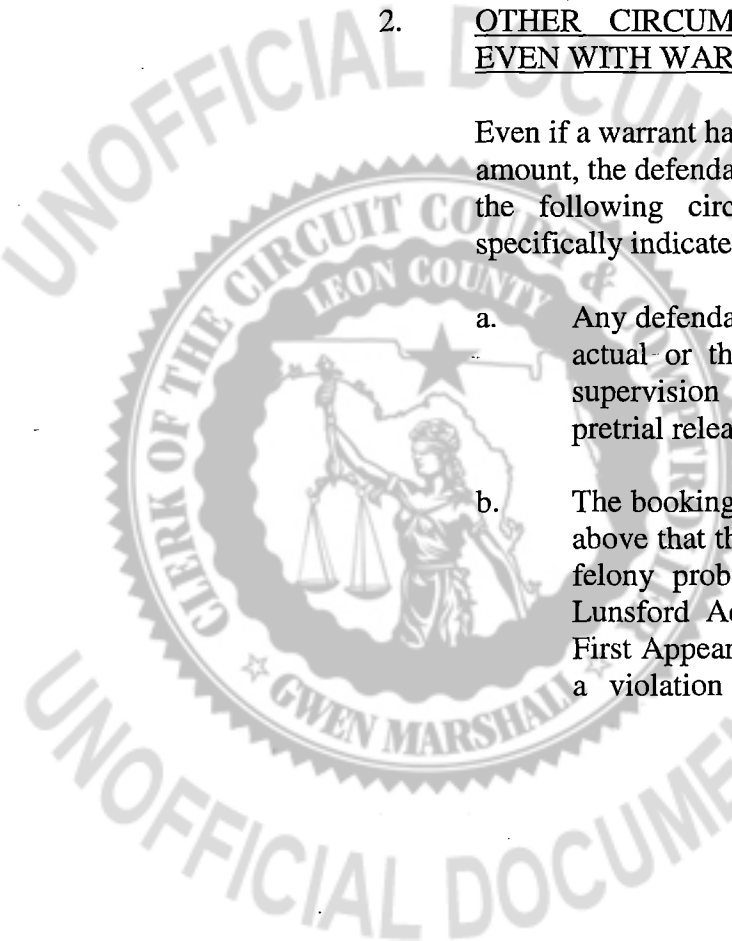 2. OTHER CIRCUM
EVEN WITH WAR
Even if a warrant ha
amount, the defenda
the following circ
specifically indicate
a. Any defenda
actual or th
supervision
pretrial relea
b. The booking
above that th
felony prob
Lunsford Ac
First Appear
a violation
UNOFFICIAL DOCUM
CLERK OF THE CIRCUIT COURT & COMPTROLLER
LEON COUNTY
GWEN MARSHALL
UNOFFICIAL DOCUME